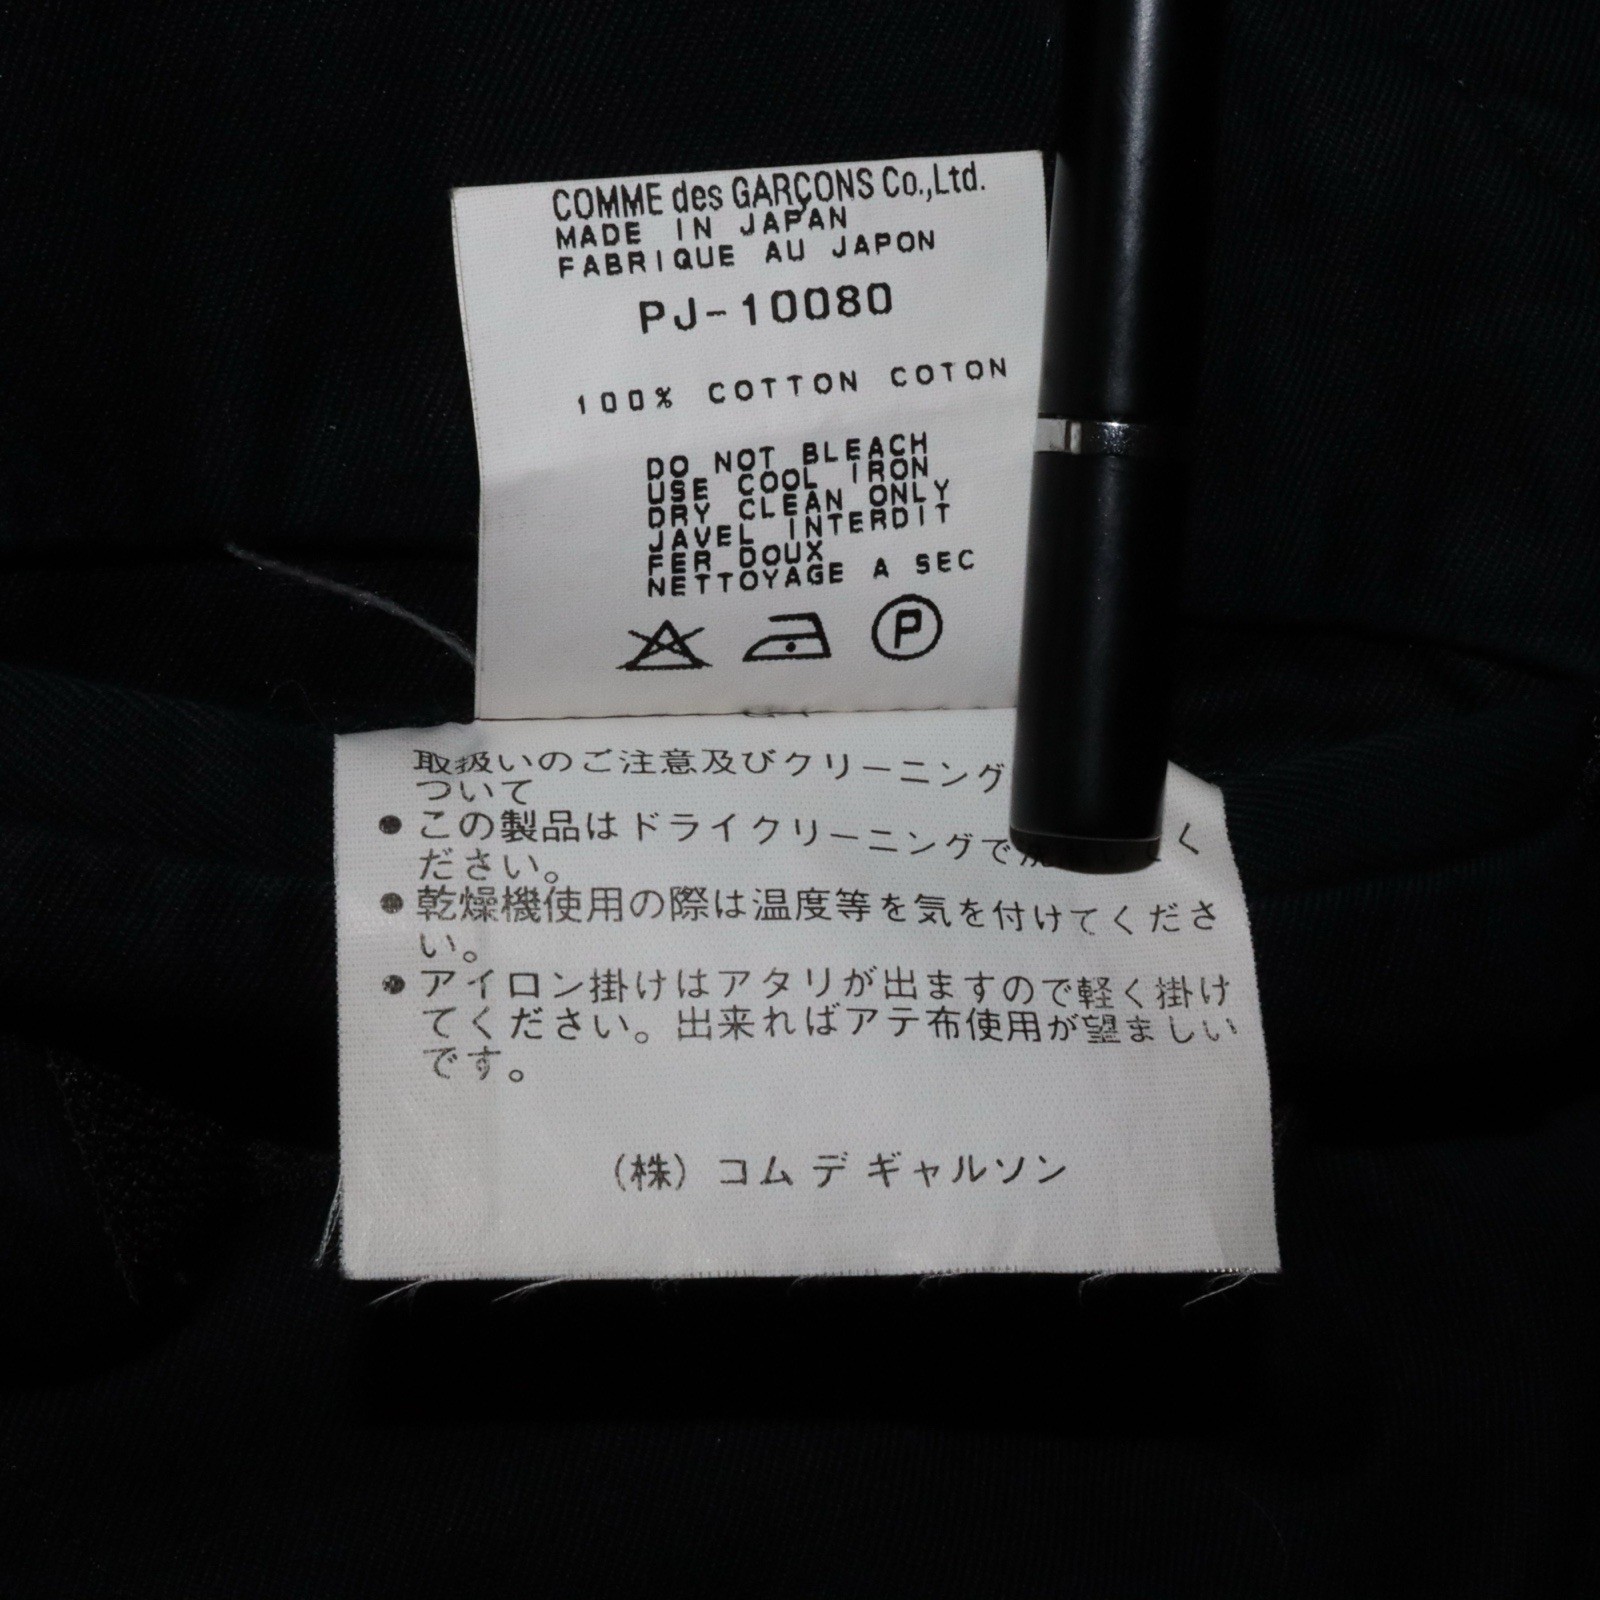 COMME des GARÇONS Co.,Ltd.
MADE IN JAPAN
FABRIQUE AU JAPON
PJ-10080
100% COTTON COTON
DO NOT BLEACH
USE COOL IRON
DRY CLEAN ONLY
JAVEL INTERDIT
FER DOUX
NETTOYAGE A SEC
P
取扱いのご注意及びクリーニング
ついて
●この製品はドライクリーニングで く
ださい。
●乾燥機使用の際は温度等を気を付けてくださ
い。
●アイロン掛けはアタリが出ますので軽く掛け
てください。出来ればアテ布使用が望ましい
です。
(株) コム デ ギャルソン